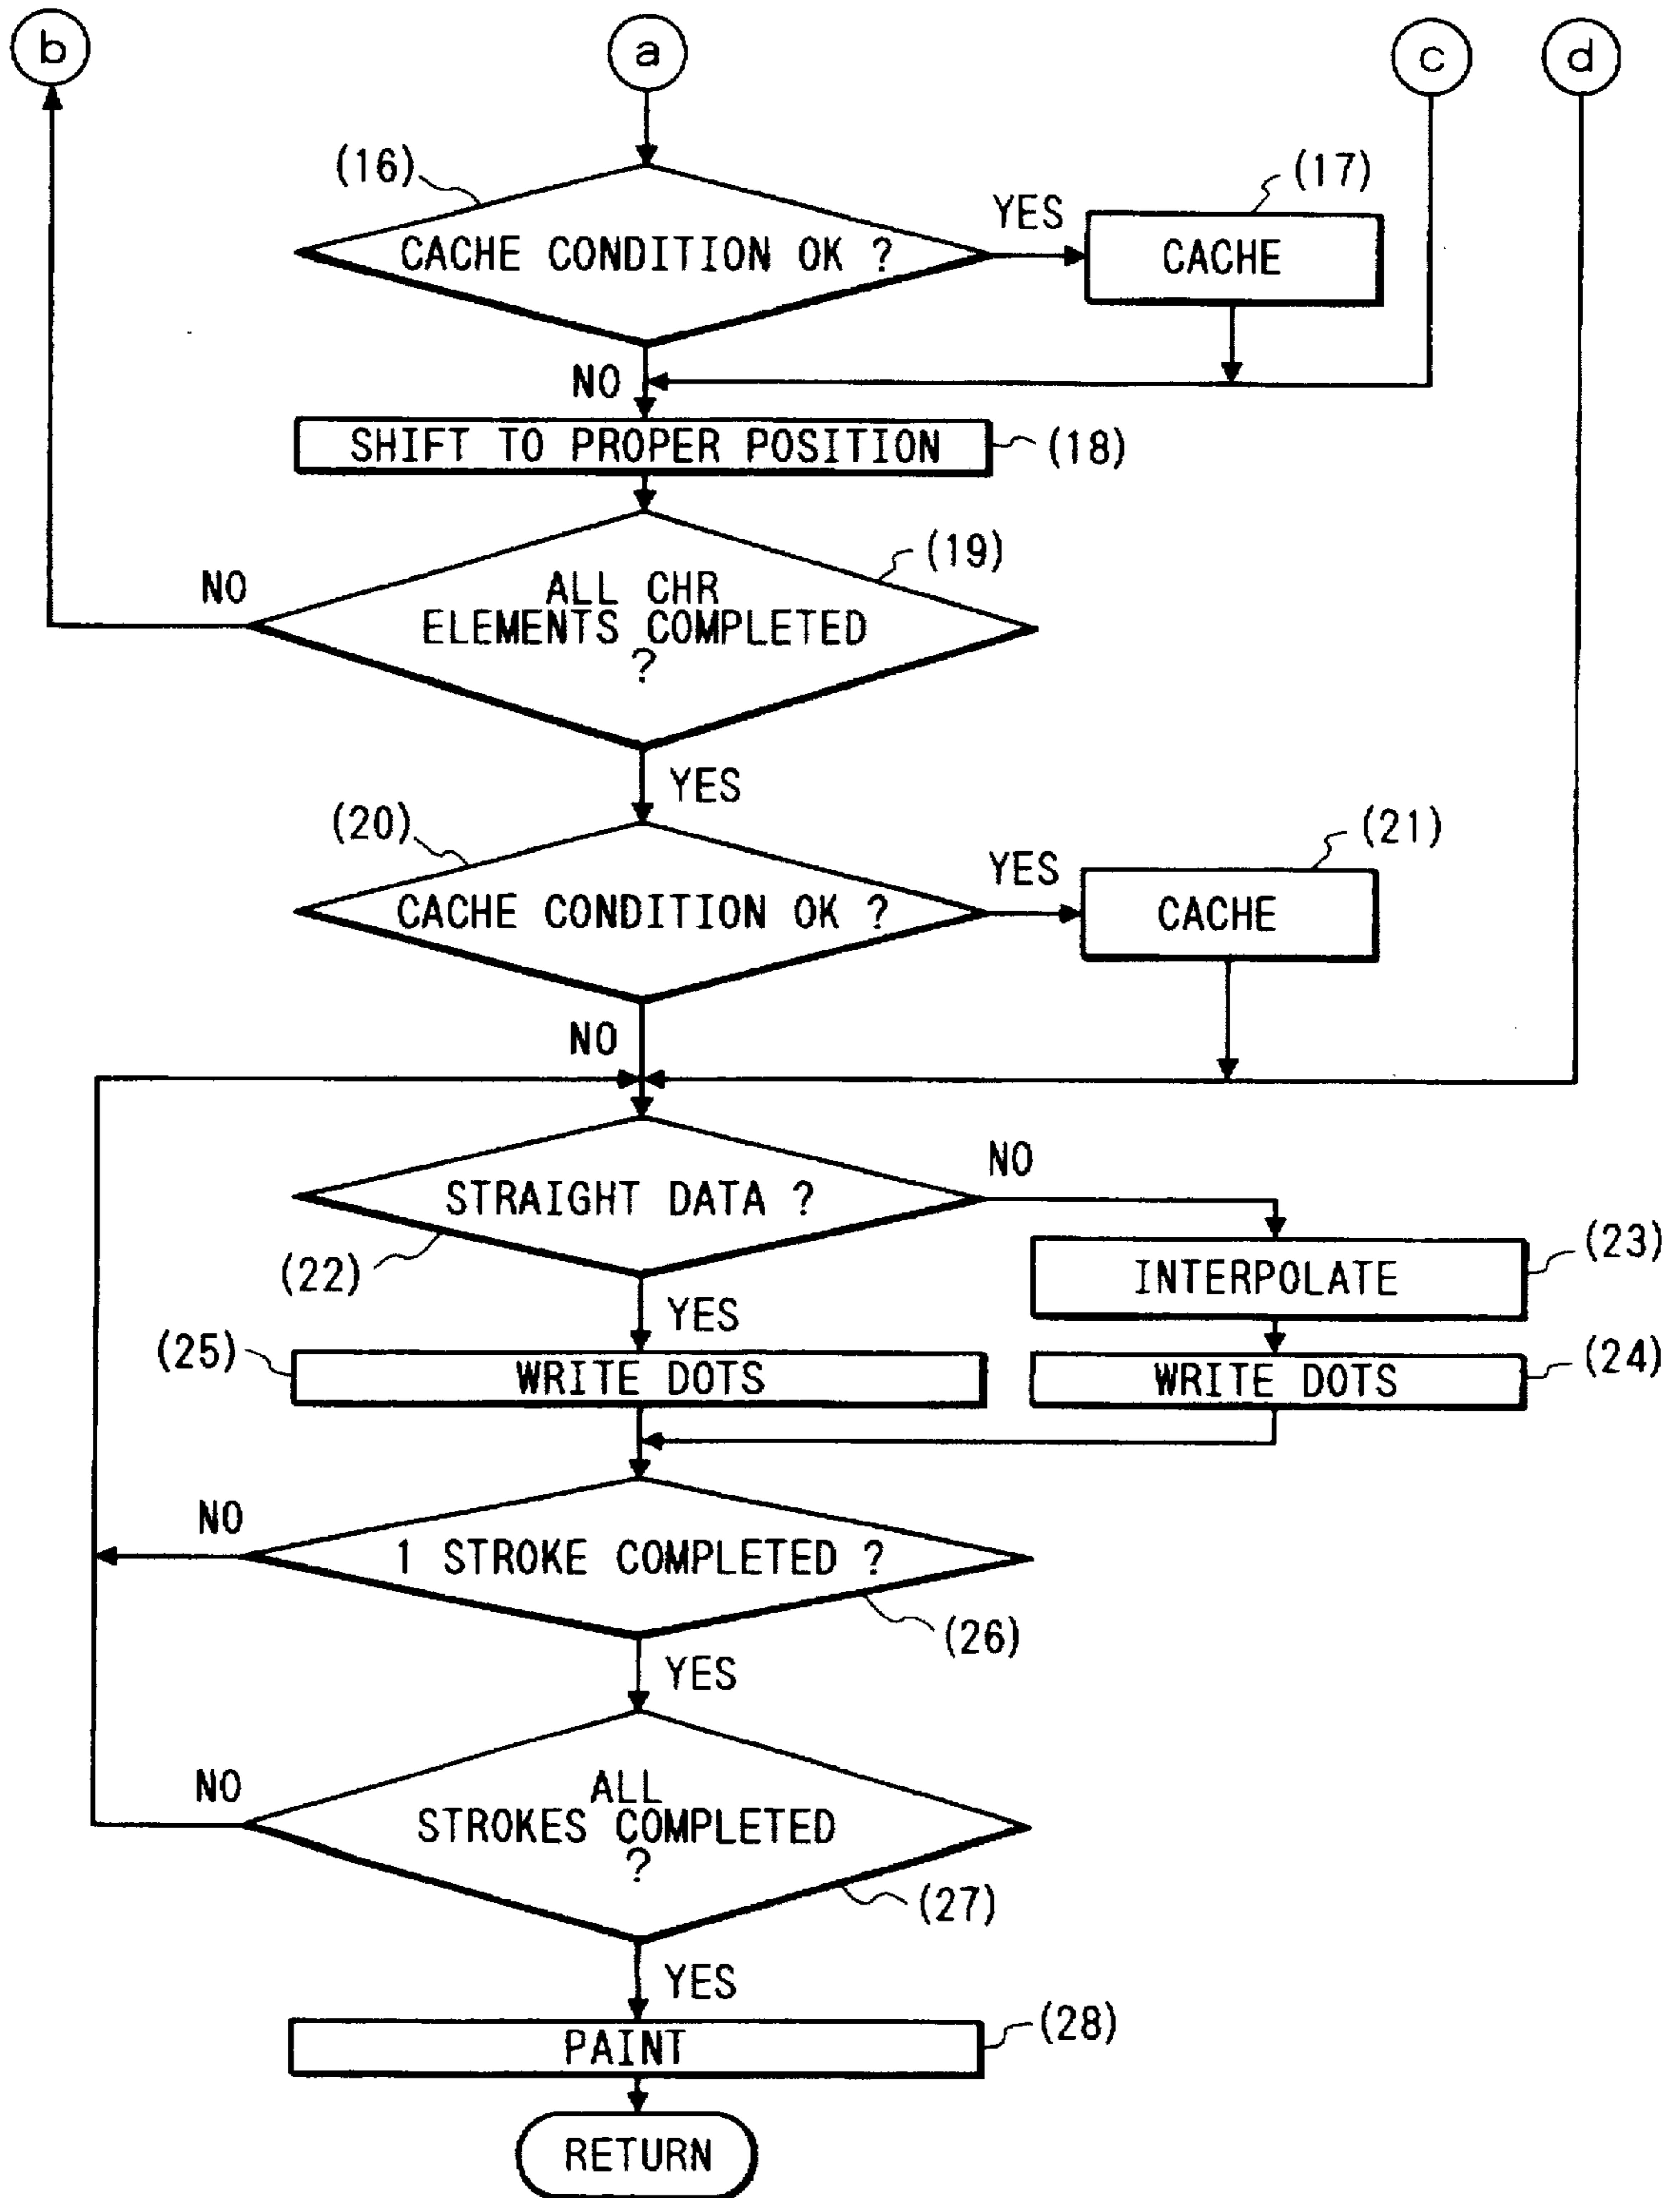 b
a
c
d
(16)
(17)
YES
CACHE CONDITION OK ?
CACHE
NO
SHIFT TO PROPER POSITION
(18)
(19)
NO
ALL CHR
ELEMENTS COMPLETED
?
YES
(20)
(21)
YES
CACHE CONDITION OK ?
CACHE
NO
NO
STRAIGHT DATA ?
(22)
(23)
INTERPOLATE
YES
(25)
WRITE DOTS
(24)
WRITE DOTS
NO
1 STROKE COMPLETED ?
(26)
YES
NO
ALL
STROKES COMPLETED
?
(27)
YES
(28)
PAINT
RETURN